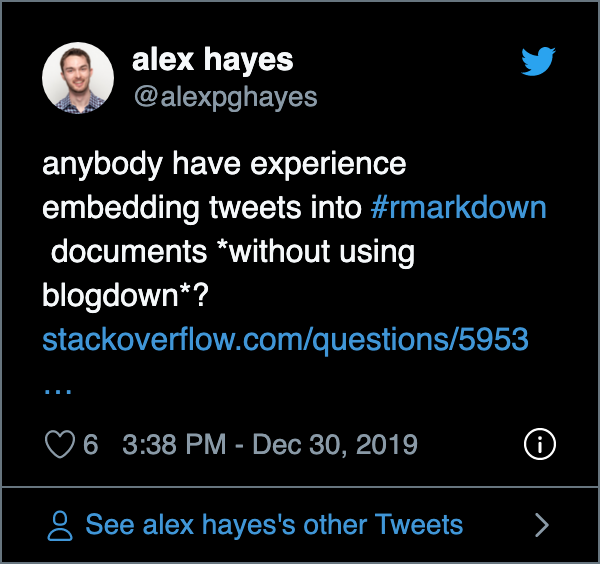 alex hayes
@alexpghayes
anybody have experience
embedding tweets into #rmarkdown
documents *without using
blogdown*?
stackoverflow.com/questions/5953
…
6 3:38 PM - Dec 30, 2019
See alex hayes's other Tweets